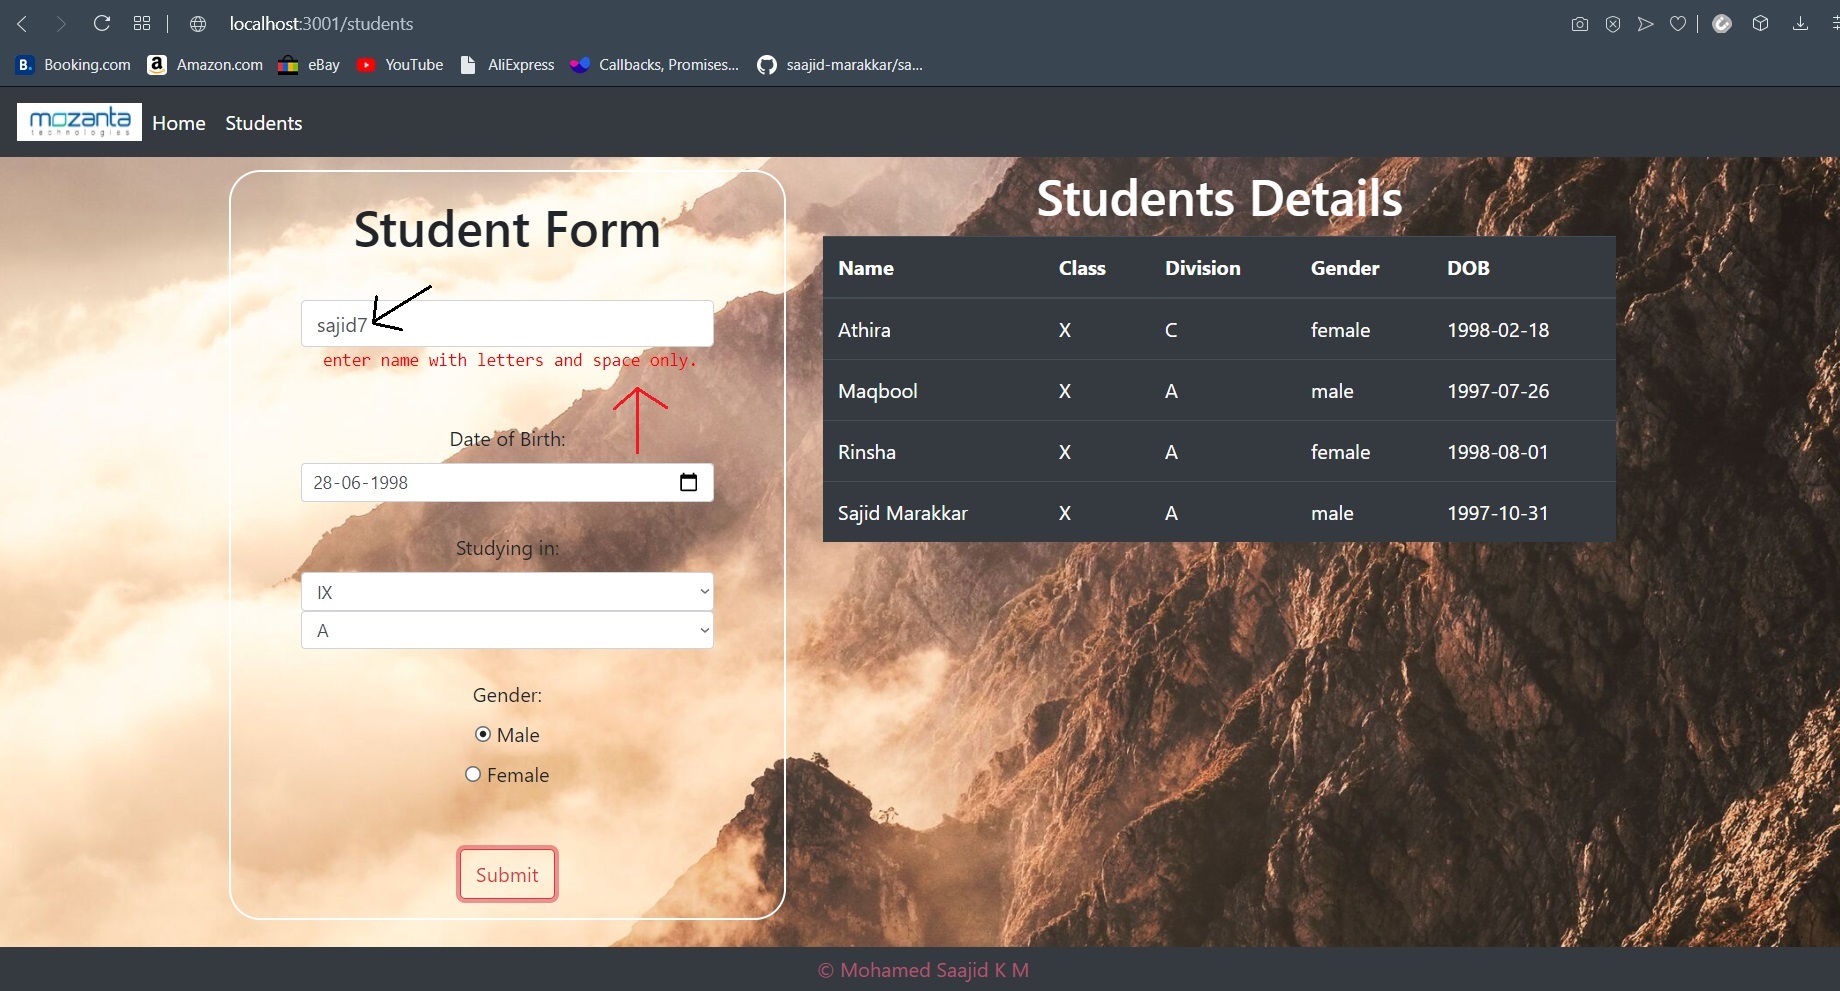 localhost:3001/students
Booking.com Amazon.com eBay YouTube AliExpress Callbacks, Promises... saajid-marakkar/sa...
mozanta
technologies
Home Students
Student Form
sajid7
enter name with letters and space only.
Date of Birth:
28-06-1998
Studying in:
IX
A
Gender:
Male
Female
Submit
Students Details
Name Class Division Gender DOB
Athira X C female 1998-02-18
Maqbool X A male 1997-07-26
Rinsha X A female 1998-08-01
Sajid Marakkar X A male 1997-10-31
© Mohamed Saajid K M